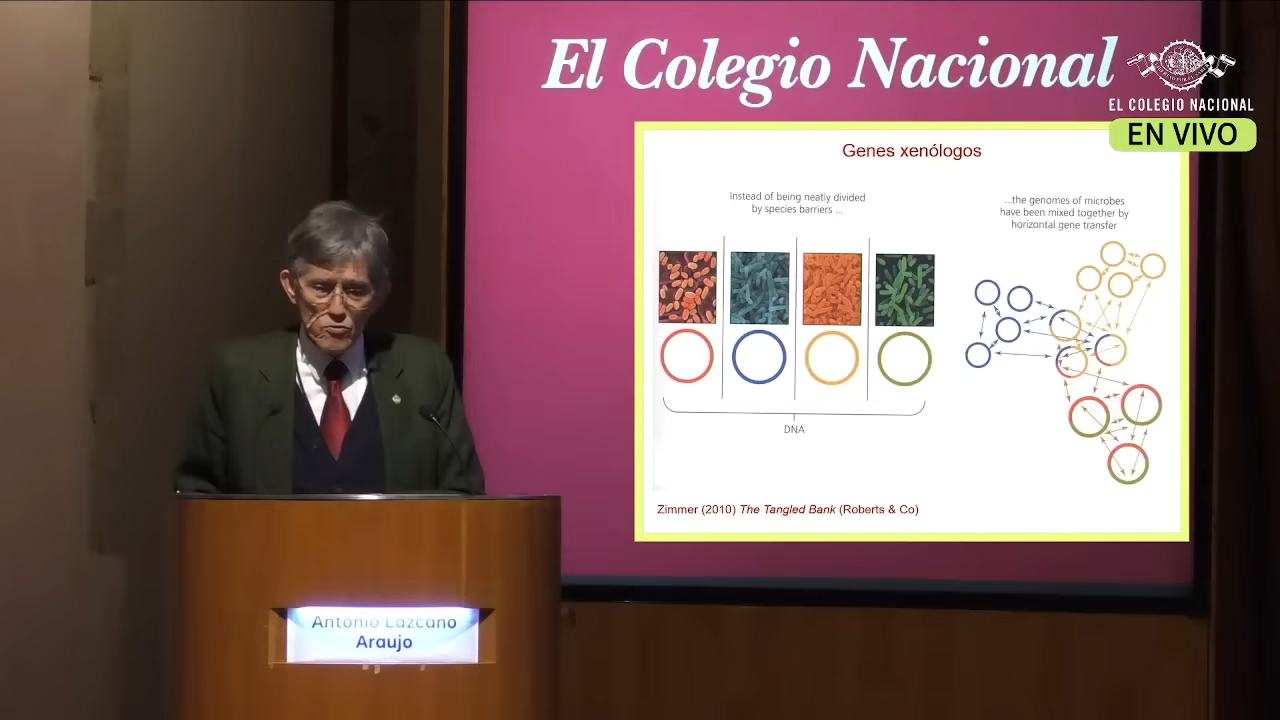 El Colegio Nacional
EL COLEGIO NACIONAL
EN VIVO
Genes xenólogos
Instead of being neatly divided
by species barriers ...
...the genomes of microbes
have been mixed together by
horizontal gene transfer
DNA
Zimmer (2010) The Tangled Bank (Roberts & Co)
Antonio Lazcano
Araujo